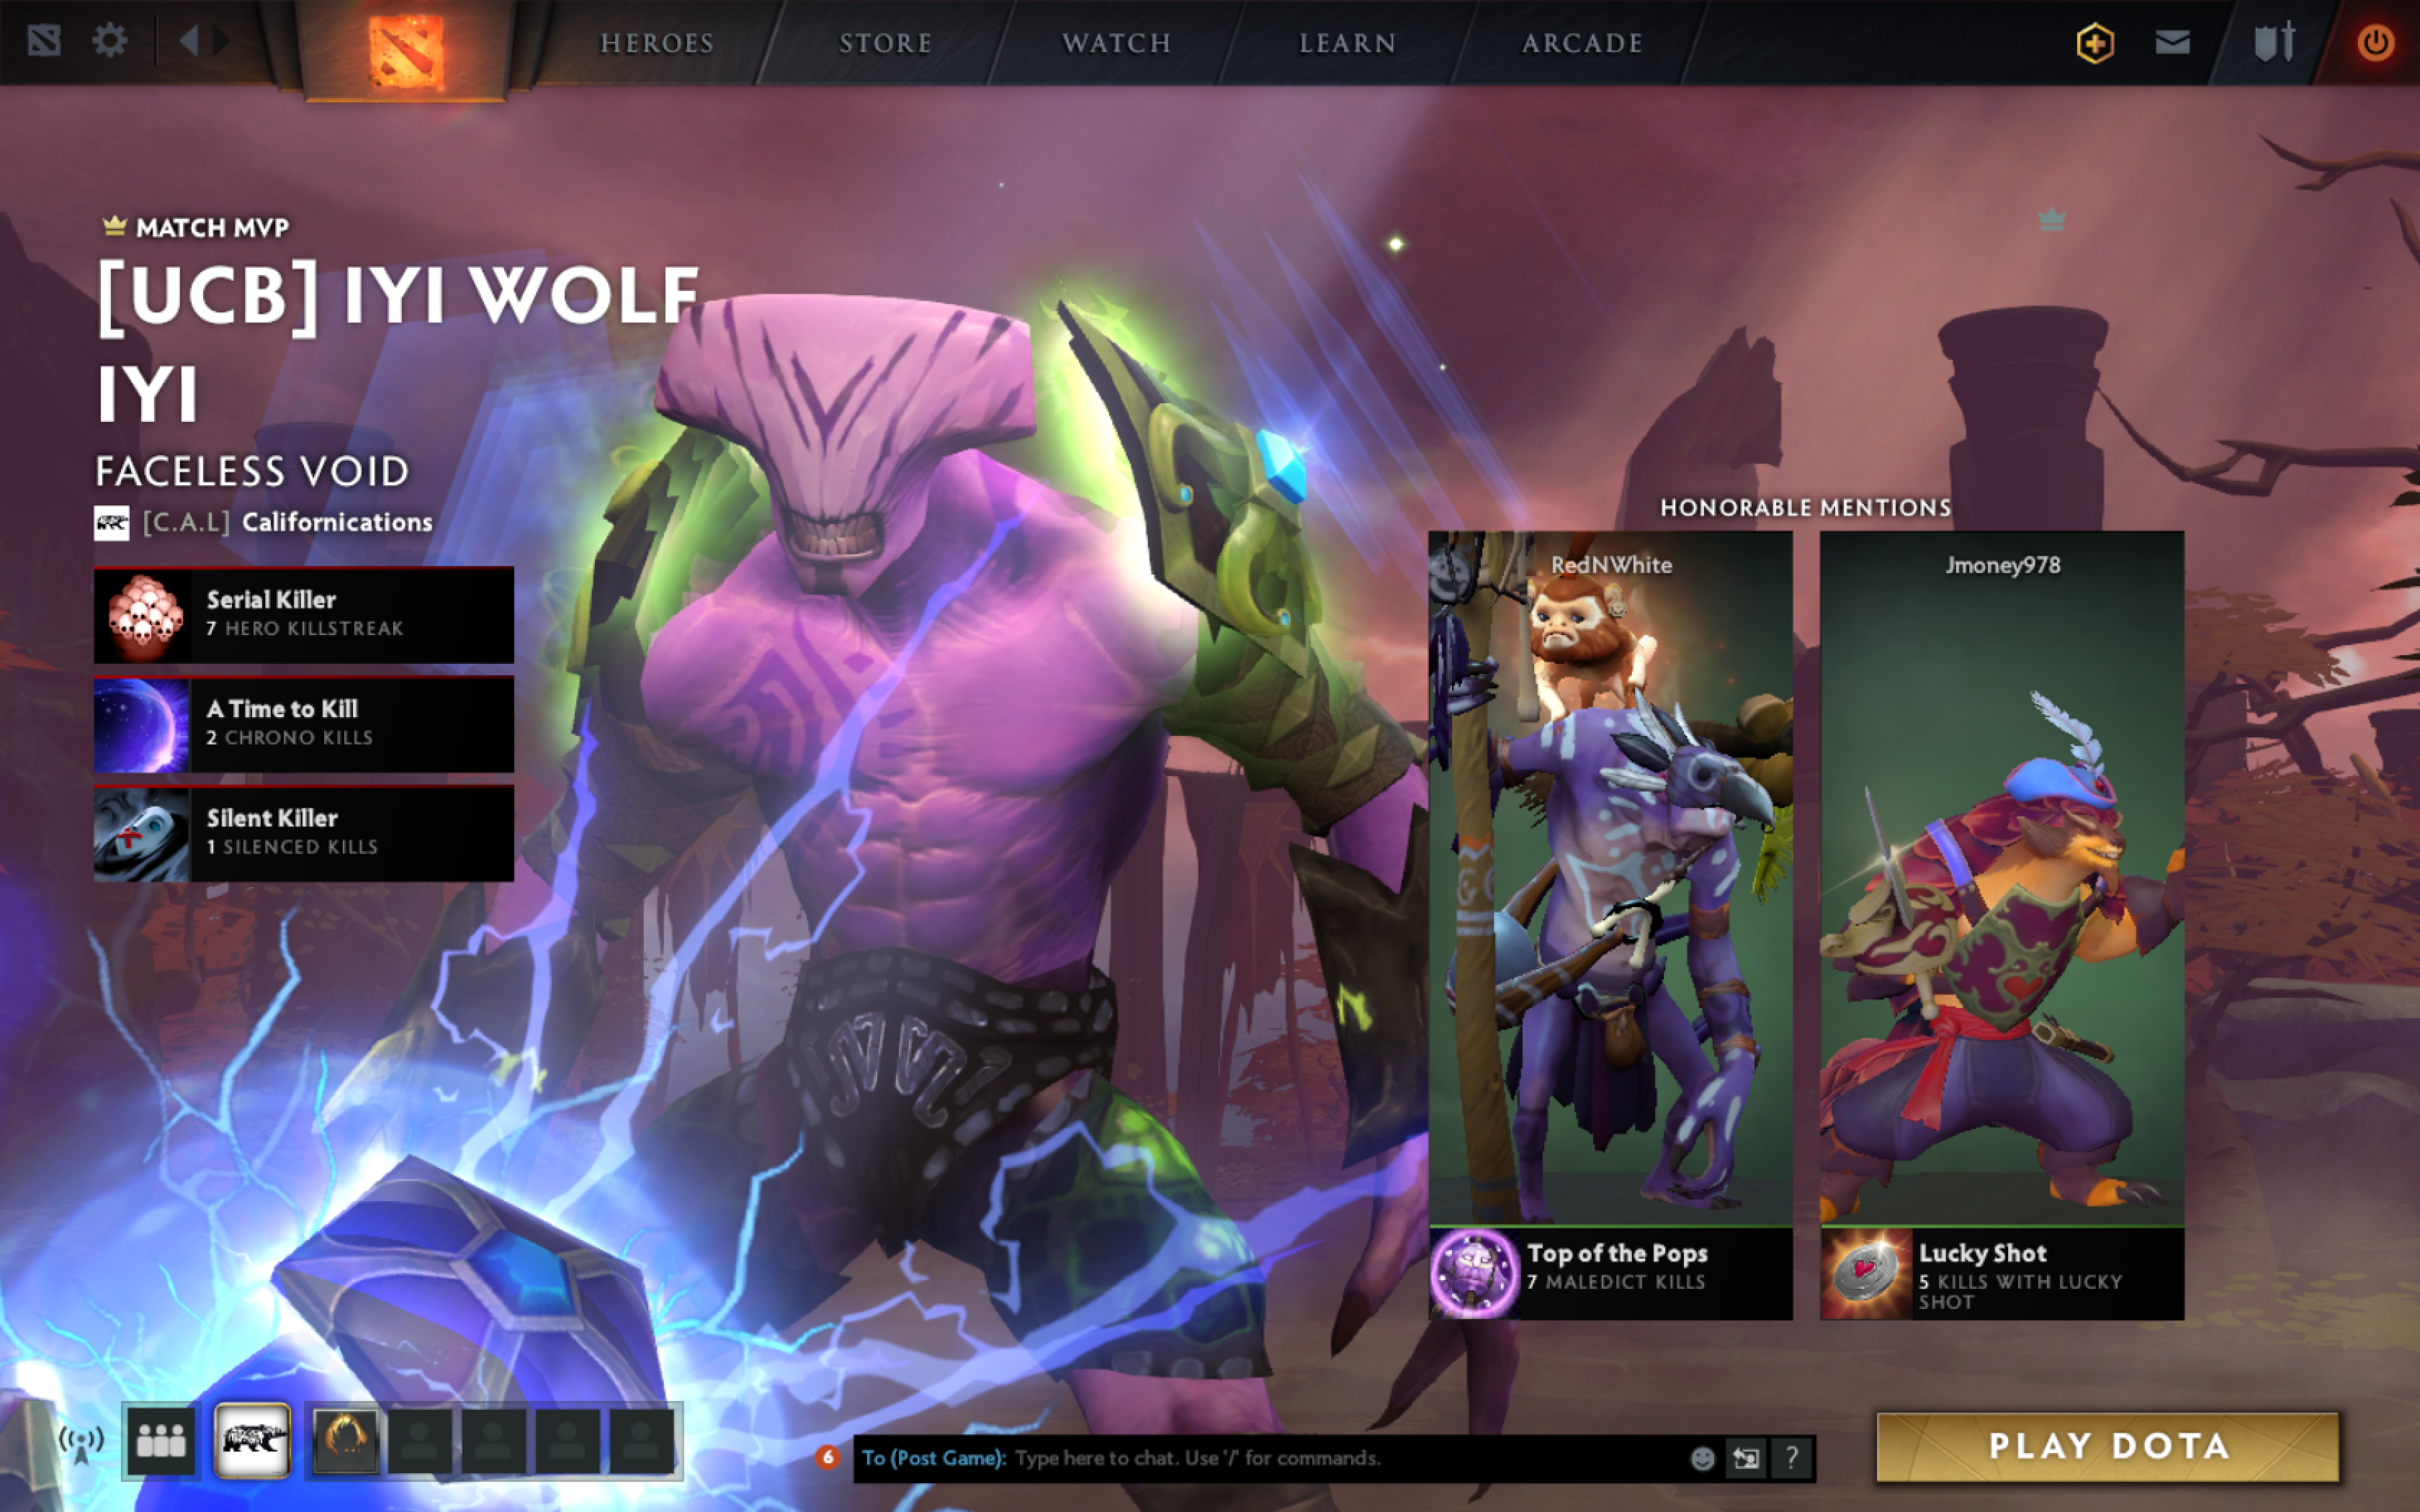 HEROES
STORE
WATCH
LEARN
ARCADE
MATCH MVP
[UCB] IYI WOLF
IYI
FACELESS VOID
[C.A.L] Californications
Serial Killer
7 HERO KILLSTREAK
A Time to Kill
2 CHRONO KILLS
Silent Killer
1 SILENCED KILLS
HONORABLE MENTIONS
RedNWhite
Top of the Pops
7 MALEDICT KILLS
Jmoney978
Lucky Shot
5 KILLS WITH LUCKY
SHOT
6
To (Post Game): Type here to chat. Use '/' for commands.
?
PLAY DOTA